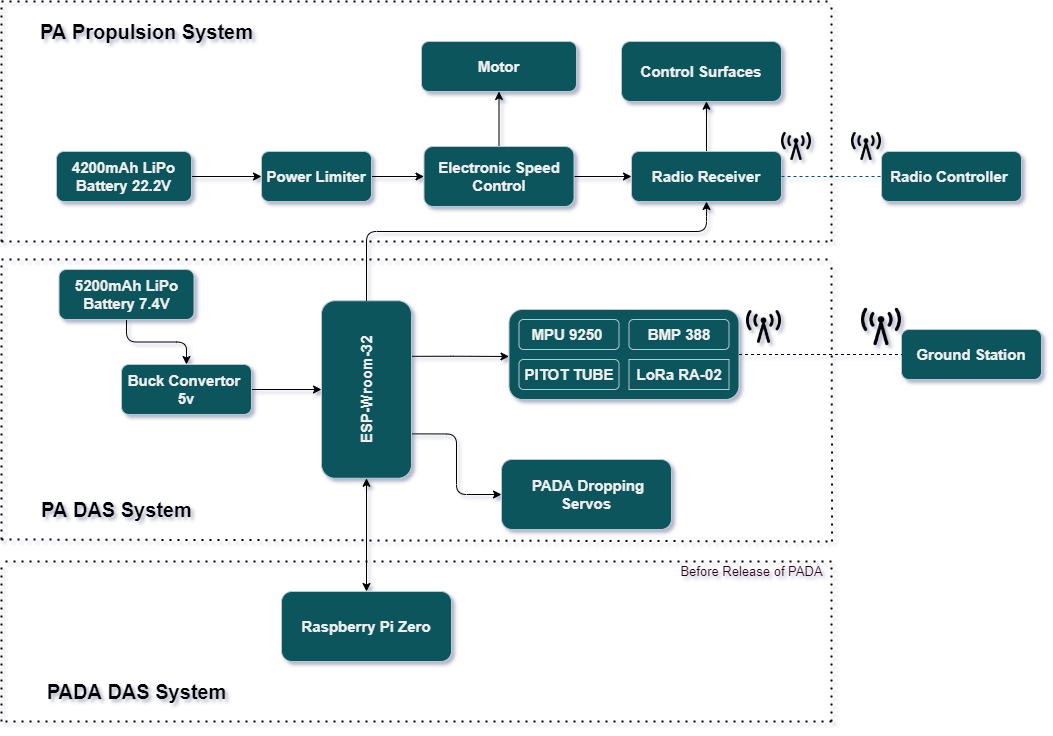 PA Propulsion System
Motor
Control Surfaces
4200mAh LiPo
Battery 22.2V
Power Limiter
Electronic Speed
Control
Radio Receiver
Radio Controller
5200mAh LiPo
Battery 7.4V
Buck Convertor
5v
ESP-Wroom-32
MPU 9250
BMP 388
PITOT TUBE
LoRa RA-02
Ground Station
PADA Dropping
Servos
PA DAS System
Before Release of PADA
Raspberry Pi Zero
PADA DAS System